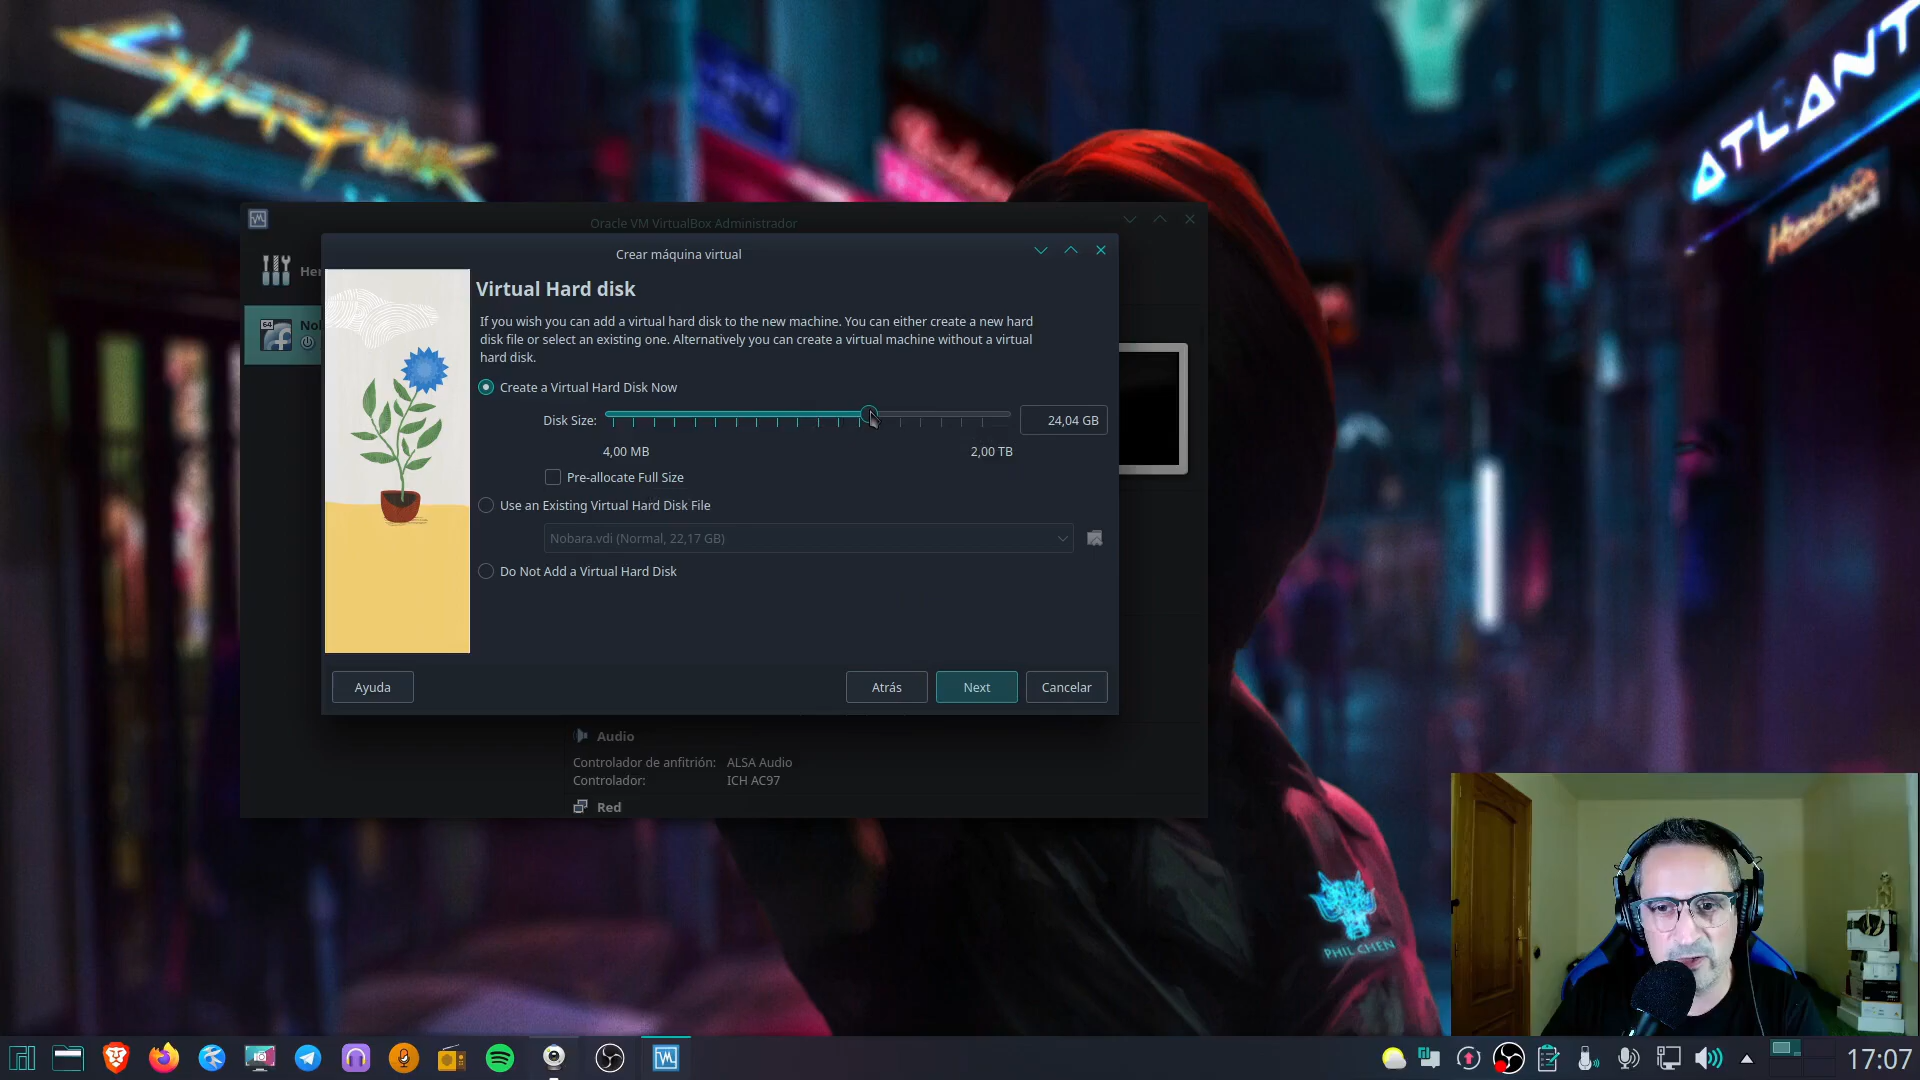 ATLANT
Oracle VM VirtualBox Administrador
Her
64
Nol
Crear máquina virtual
Virtual Hard disk
If you wish you can add a virtual hard disk to the new machine. You can either create a new hard
disk file or select an existing one. Alternatively you can create a virtual machine without a virtual
hard disk.
Create a Virtual Hard Disk Now
Disk Size:
24,04 GB
4,00 MB
2,00 TB
Pre-allocate Full Size
Use an Existing Virtual Hard Disk File
Nobara.vdi (Normal, 22,17 GB)
Do Not Add a Virtual Hard Disk
Ayuda
Atrás
Next
Cancelar
Audio
Controlador de anfitrión: ALSA Audio
Controlador: ICH AC97
Red
PHIL CHEN
17:07